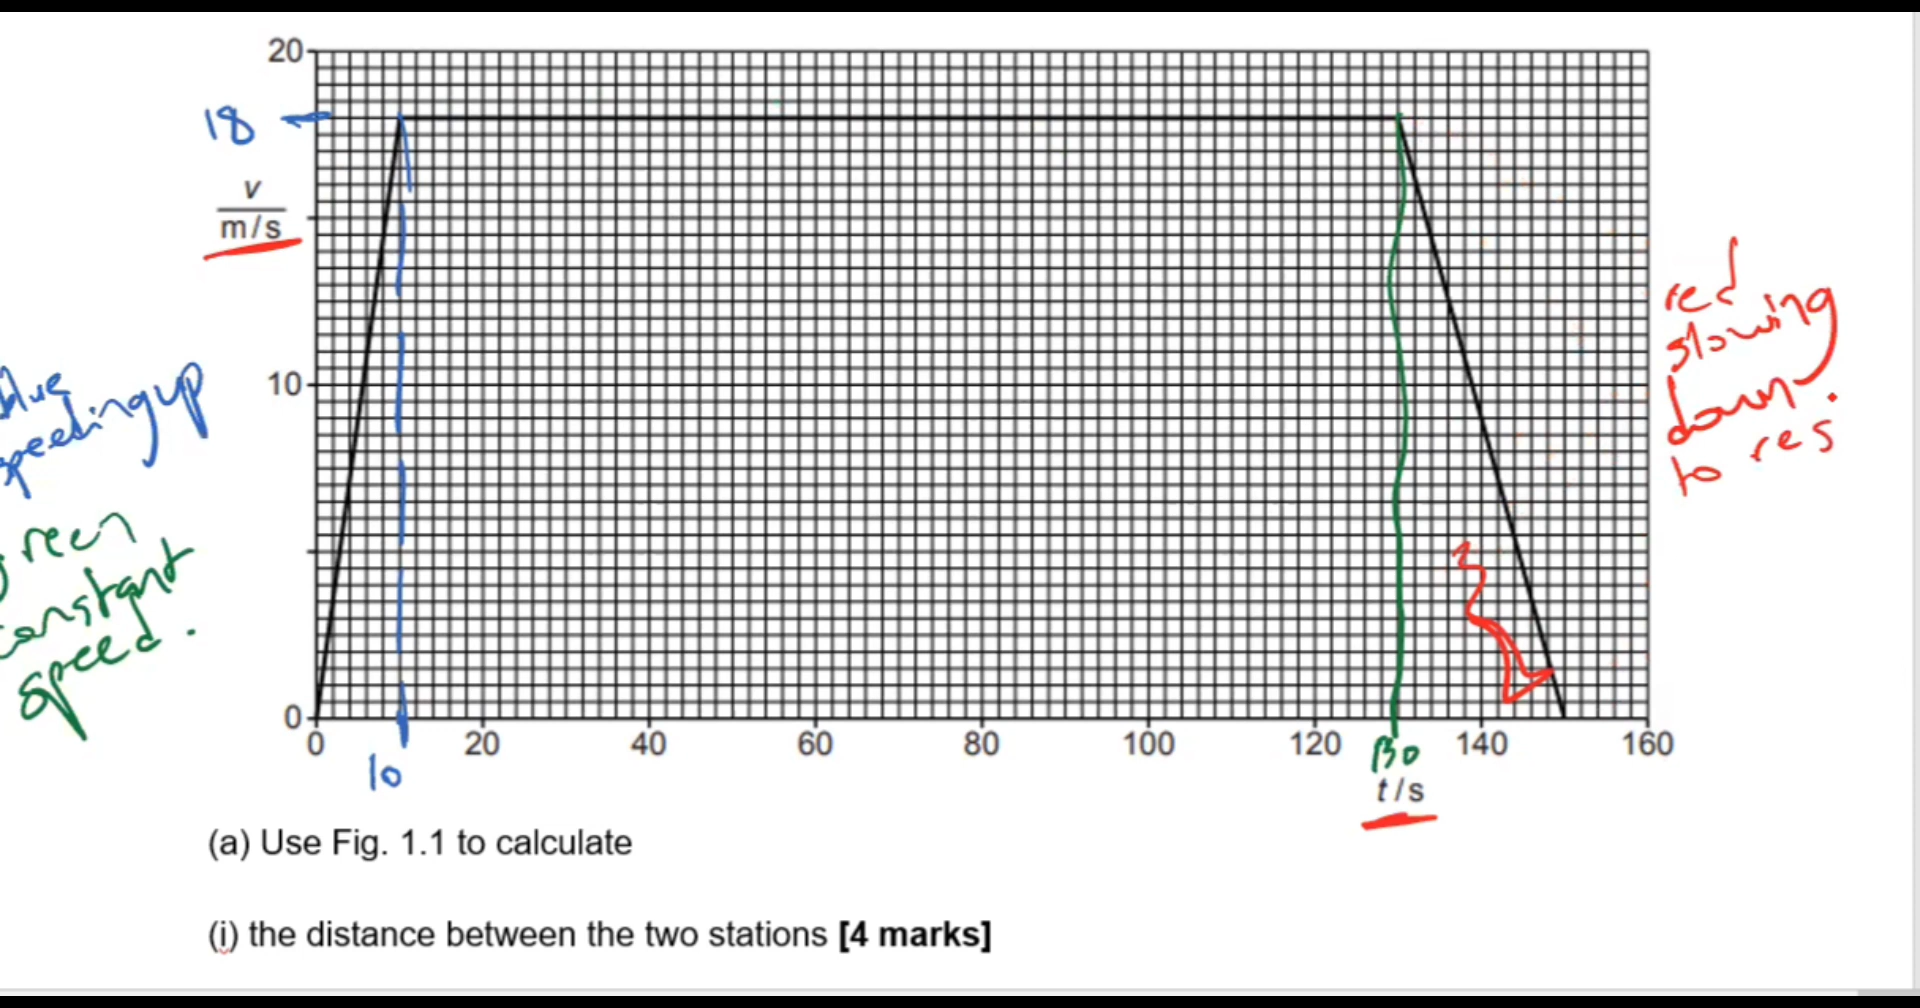 20
18
v
m/s
10
0
speeding up
constant
speed.
red
slowing
down.
to res
0 20 40 60 80 100 120 140 160
10
130
t/s
(a) Use Fig. 1.1 to calculate
(i) the distance between the two stations [4 marks]